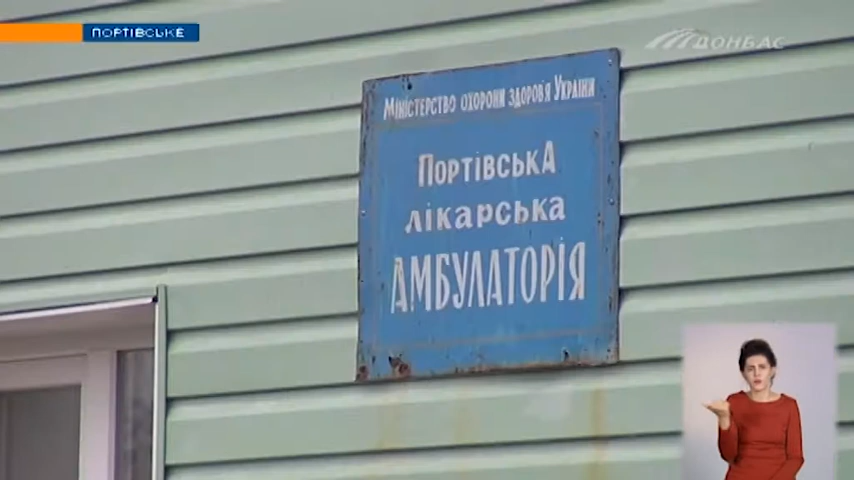 ПОРТІВСЬКЕ
ДОНБАС
Міністерство охорони здоров'я України
Портівська
лікарська
АМБУЛАТОРІЯ